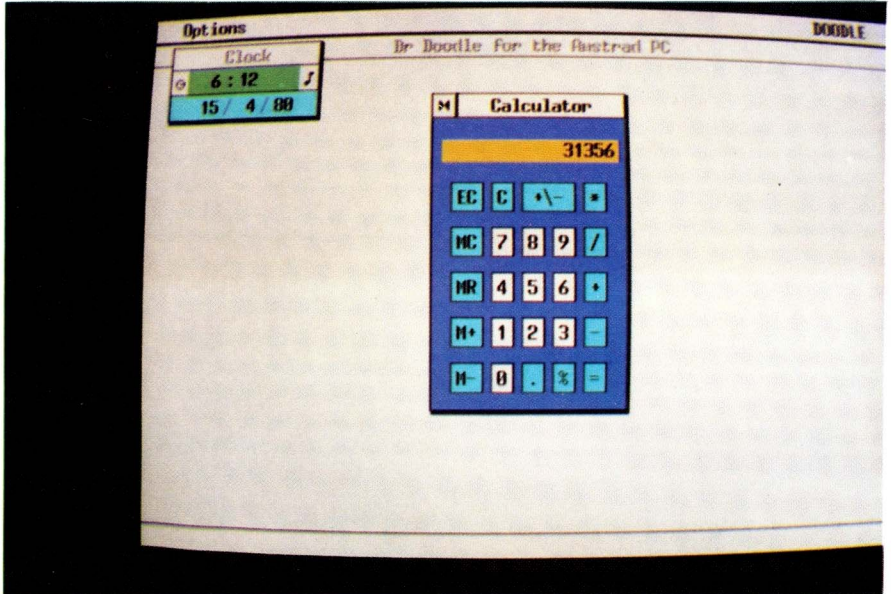 Options
DOODLE
Dr Doodle for the Amstrad PC
Clock
6 : 12
15 / 4 / 80
Calculator
31356
EC C +\- *
MC 7 8 9 /
MR 4 5 6 +
M+ 1 2 3 -
M- 0 . % =